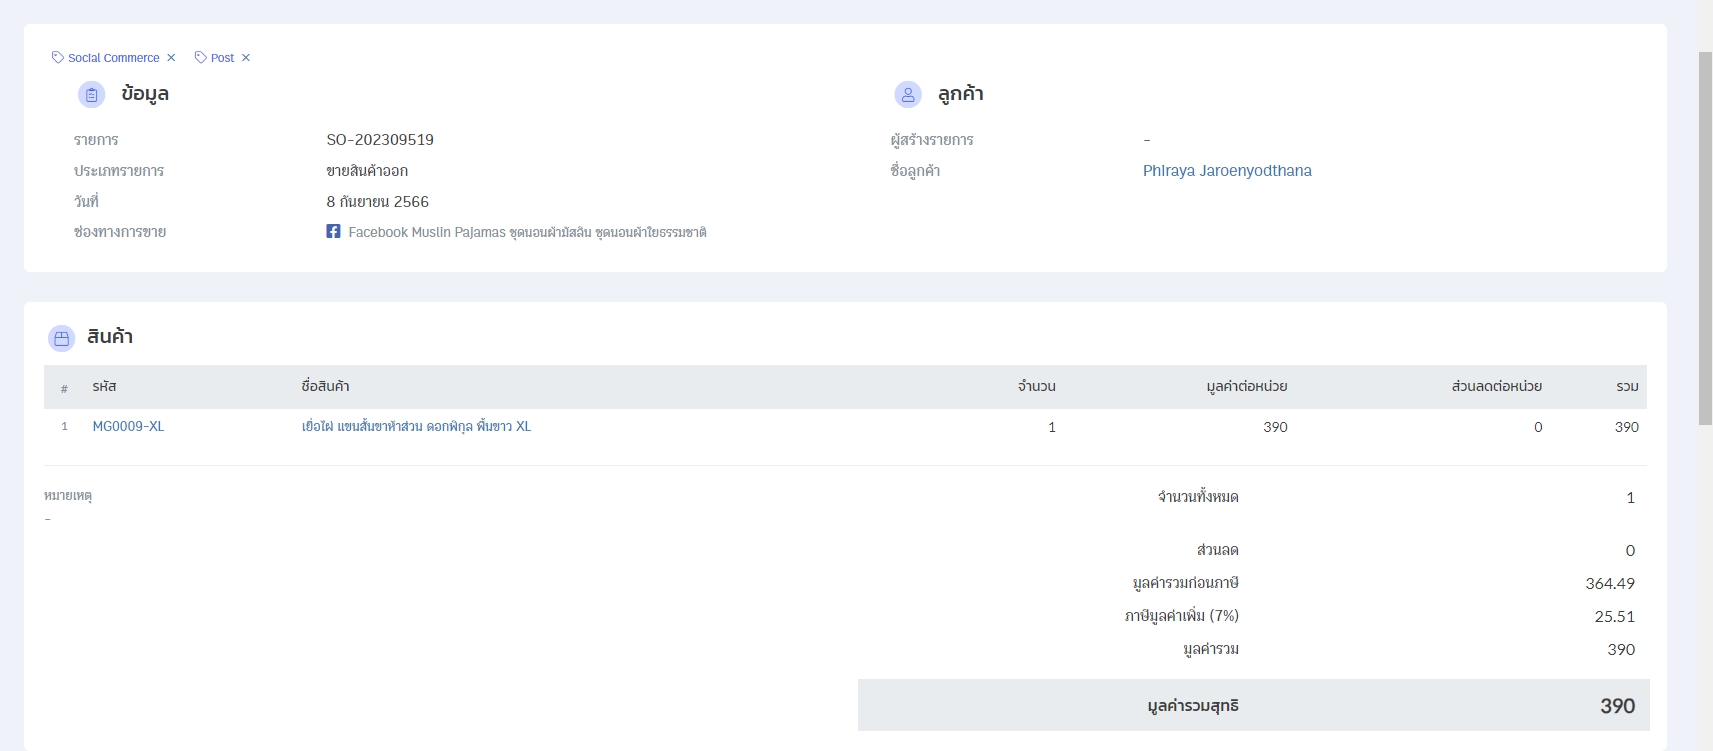 Social Commerce × Post ×
ข้อมูล
รายการ SO-202309519
ประเภทรายการ ขายสินค้าออก
วันที่ 8 กันยายน 2566
ช่องทางการขาย Facebook Muslin Pajamas ชุดนอนผ้ามัสลิน ชุดนอนผ้าใยธรรมชาติ
ลูกค้า
ผู้สร้างรายการ -
ชื่อลูกค้า Phiraya Jaroenyodthana
สินค้า
# รหัส ชื่อสินค้า จำนวน มูลค่าต่อหน่วย ส่วนลดต่อหน่วย รวม
1 MG0009-XL เยื่อไผ่ แขนสั้นขาห้าส่วน ดอกพิกุล พื้นขาว XL 1 390 0 390
หมายเหตุ
-
จำนวนทั้งหมด 1
ส่วนลด 0
มูลค่ารวมก่อนภาษี 364.49
ภาษีมูลค่าเพิ่ม (7%) 25.51
มูลค่ารวม 390
มูลค่ารวมสุทธิ 390